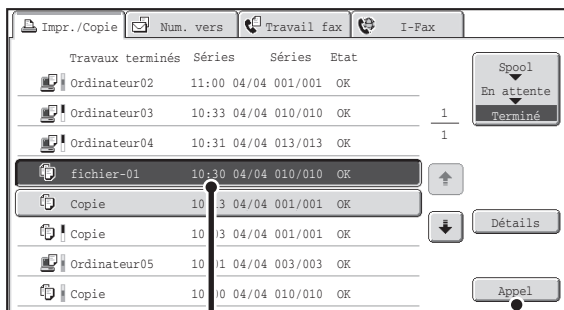 Impr./Copie Num. vers Travail fax I-Fax
Travaux terminés Séries Séries Etat
Ordinateur02 11:00 04/04 001/001 OK
Ordinateur03 10:33 04/04 010/010 OK
Ordinateur04 10:31 04/04 013/013 OK
fichier-01 10:30 04/04 010/010 OK
Copie 04/04 001/001 OK
Copie 04/04 001/001 OK
Ordinateur05 04/04 003/003 OK
Copie 04/04 010/010 OK
1
1
Spool
En attente
Terminé
Détails
Appel